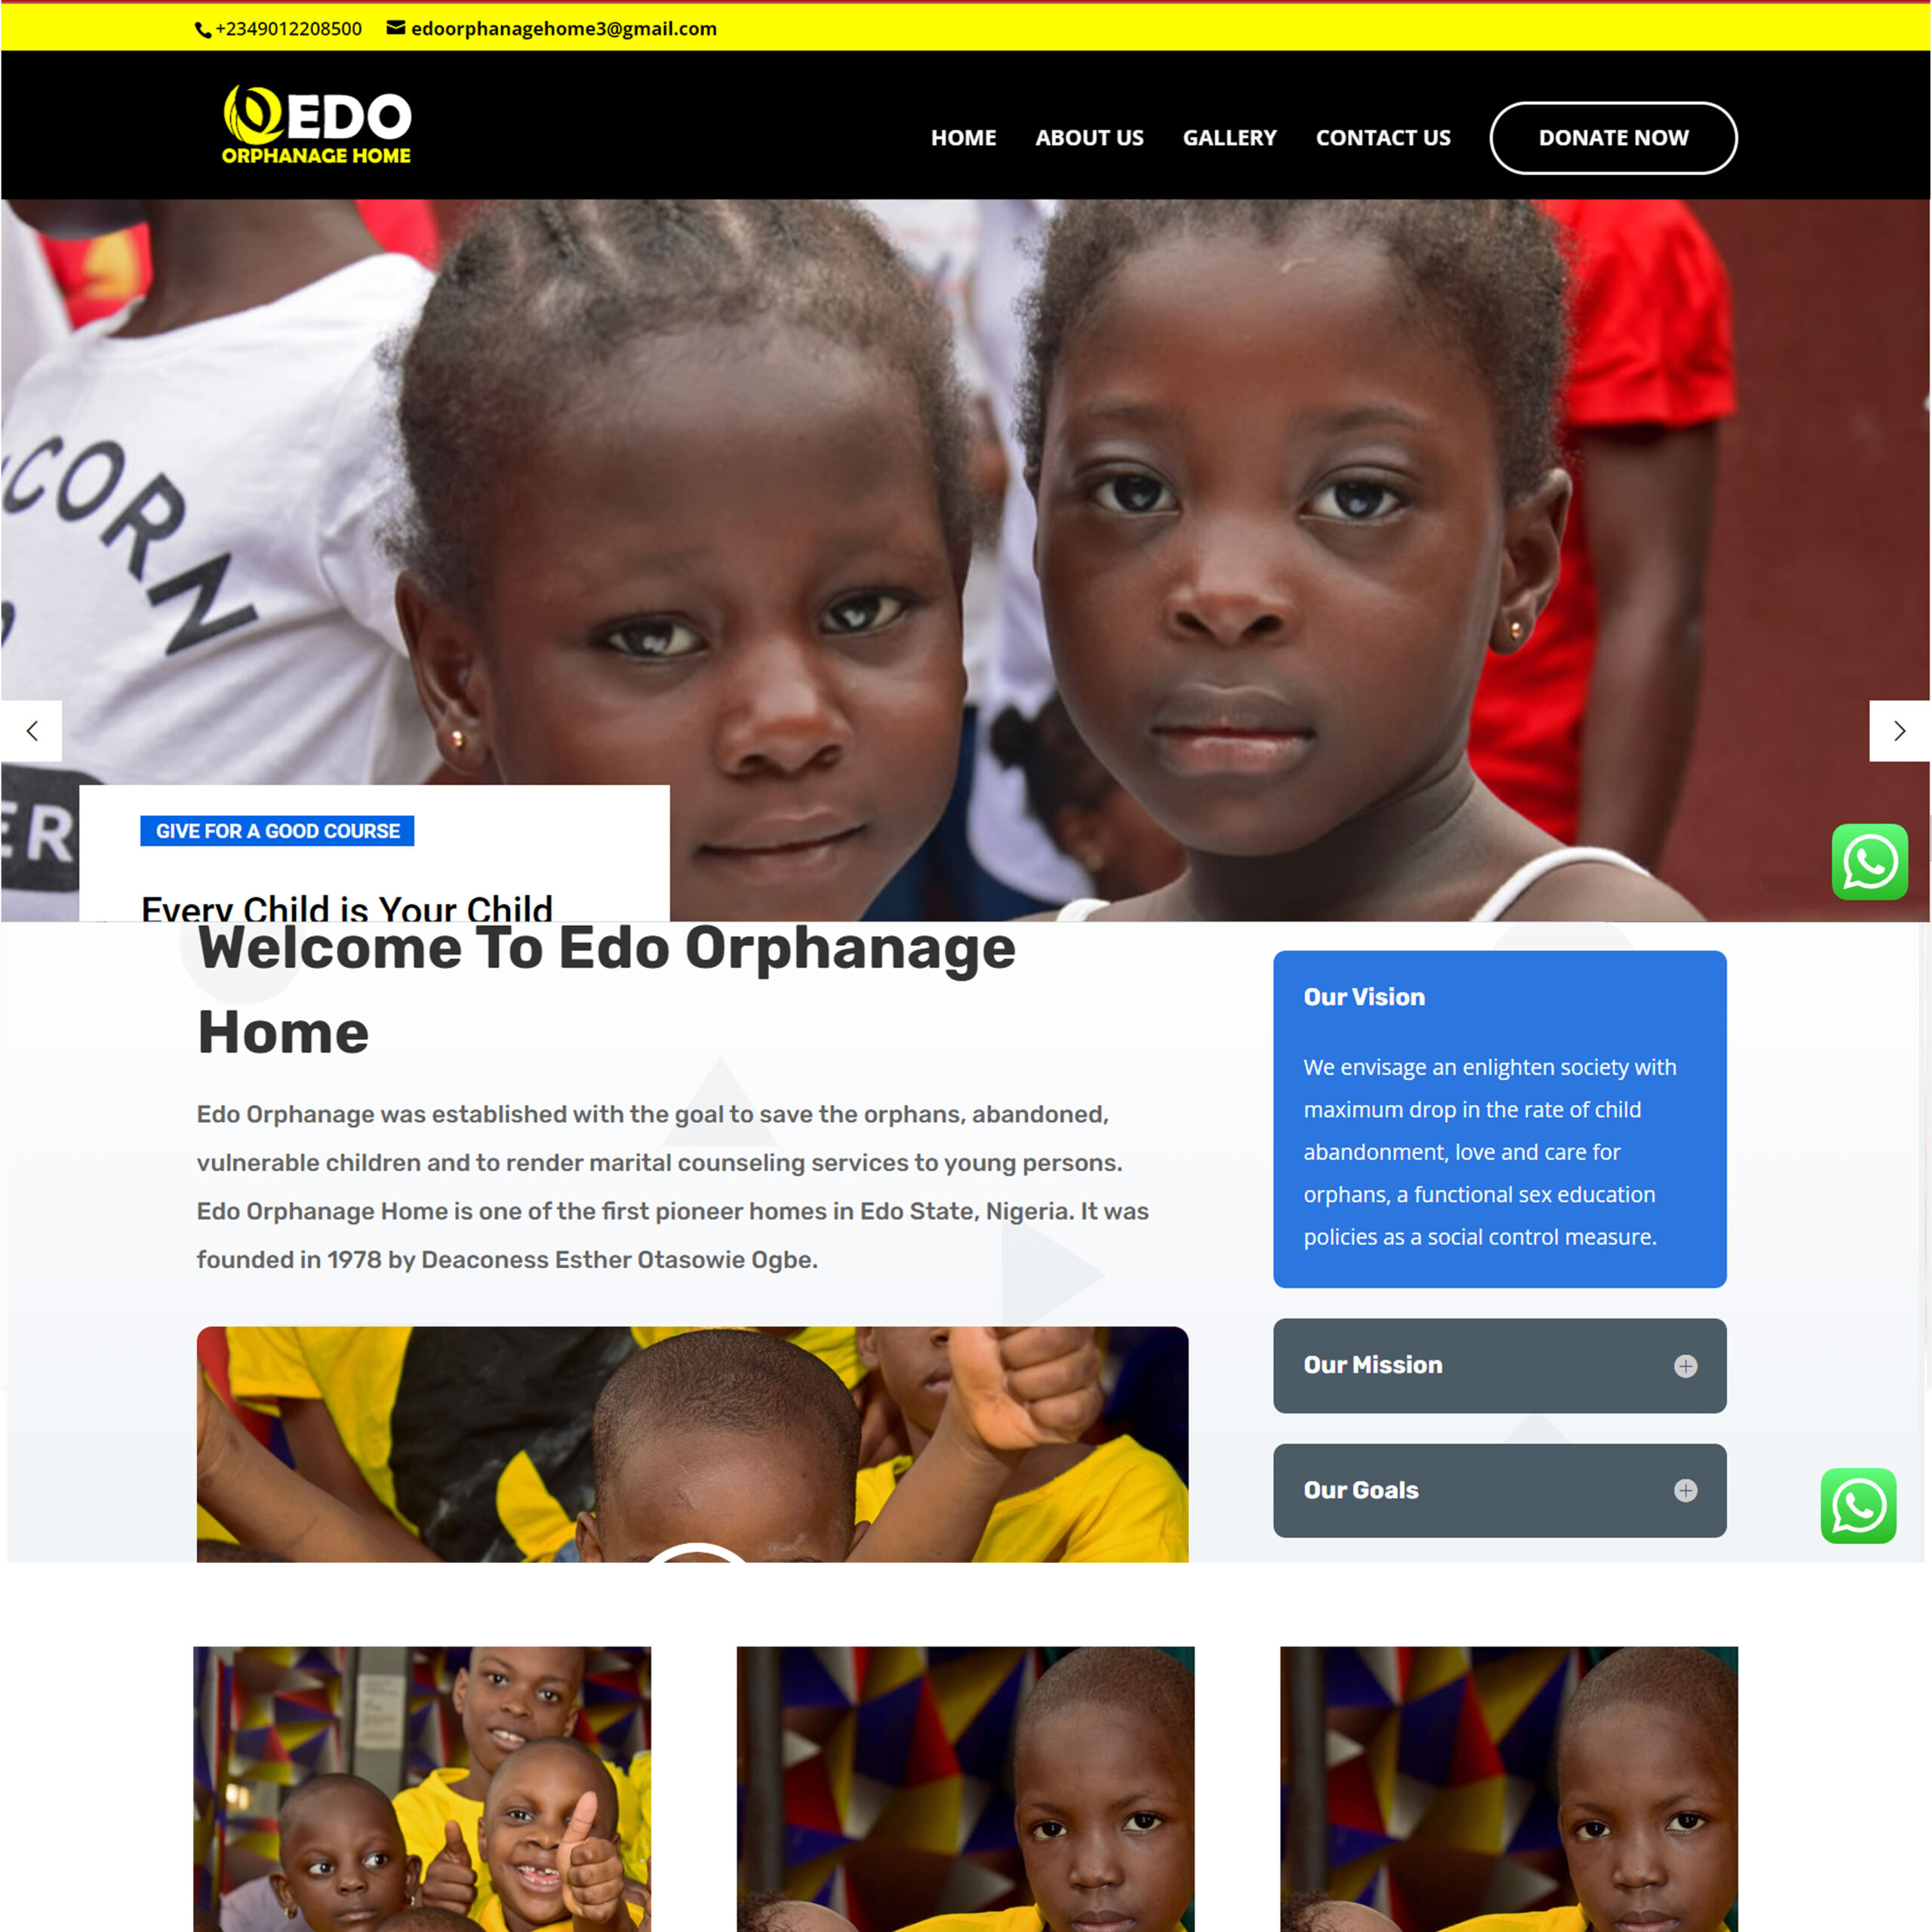 +2349012208500 edoorphanagehome3@gmail.com
EDO
ORPHANAGE HOME
HOME ABOUT US GALLERY CONTACT US DONATE NOW
CORN
ER
GIVE FOR A GOOD COURSE
Every Child is Your Child
Welcome To Edo Orphanage
Home
Edo Orphanage was established with the goal to save the orphans, abandoned,
vulnerable children and to render marital counseling services to young persons.
Edo Orphanage Home is one of the first pioneer homes in Edo State, Nigeria. It was
founded in 1978 by Deaconess Esther Otasowie Ogbe.
Our Vision
We envisage an enlighten society with
maximum drop in the rate of child
abandonment, love and care for
orphans, a functional sex education
policies as a social control measure.
Our Mission
Our Goals